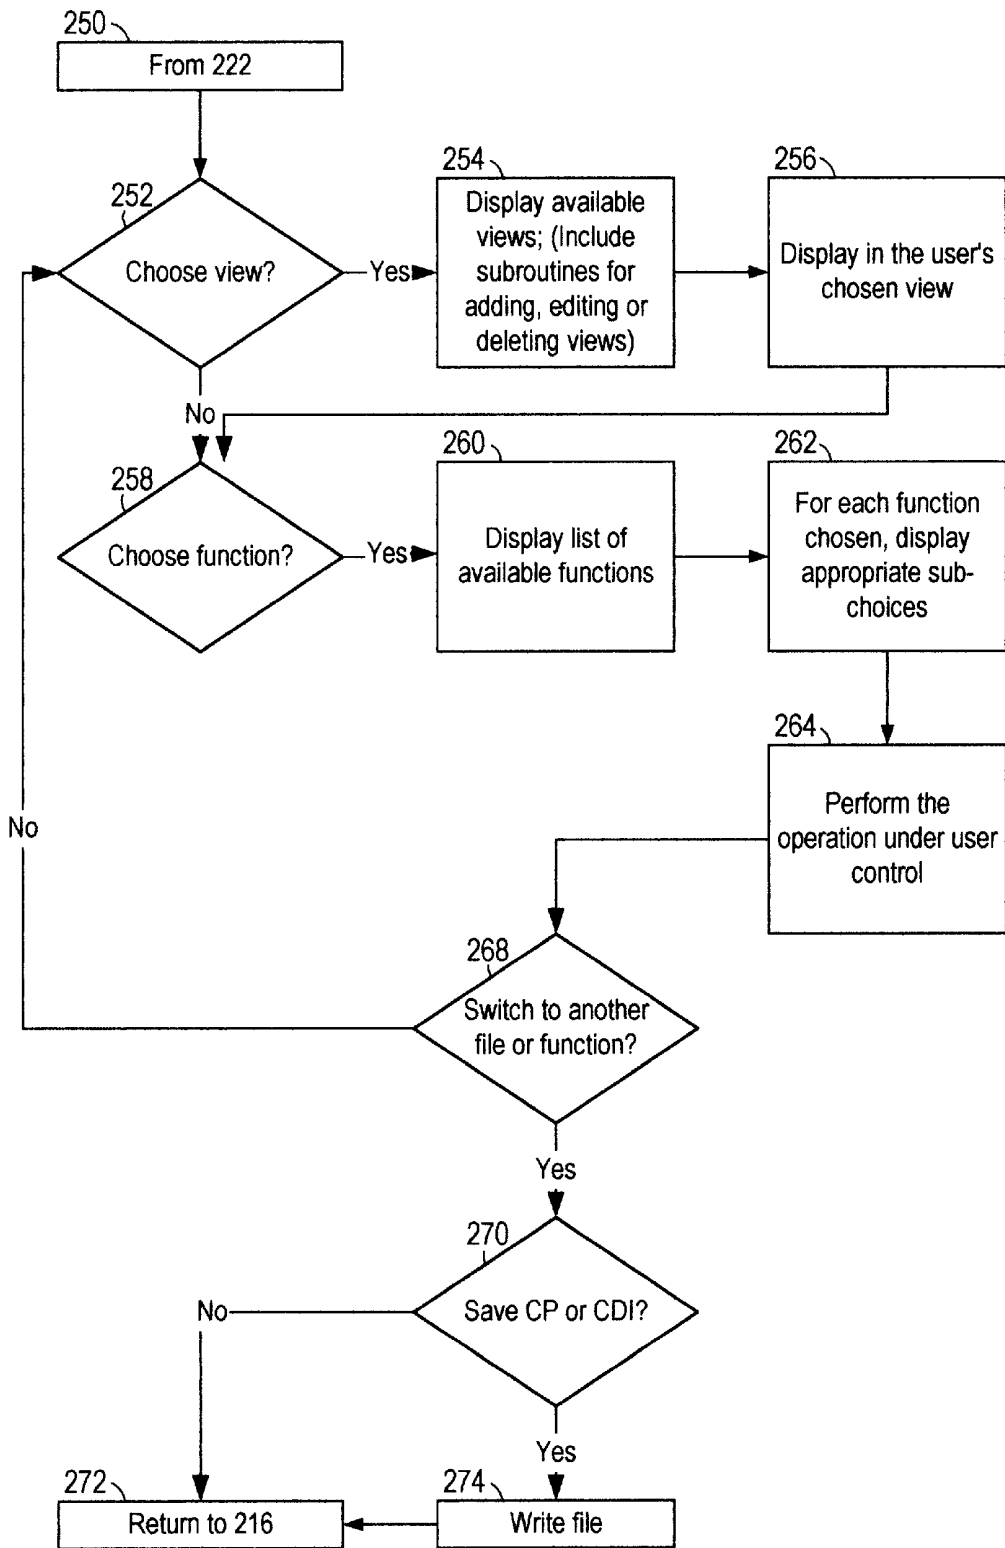 250
From 222
252
Choose view?
Yes
254
Display available
views; (Include
subroutines for
adding, editing or
deleting views)
256
Display in the user's
chosen view
No
258
Choose function?
Yes
260
Display list of
available functions
262
For each function
chosen, display
appropriate sub-
choices
264
Perform the
operation under user
control
No
268
Switch to another
file or function?
Yes
270
Save CP or CDI?
No
Yes
272
Return to 216
274
Write file